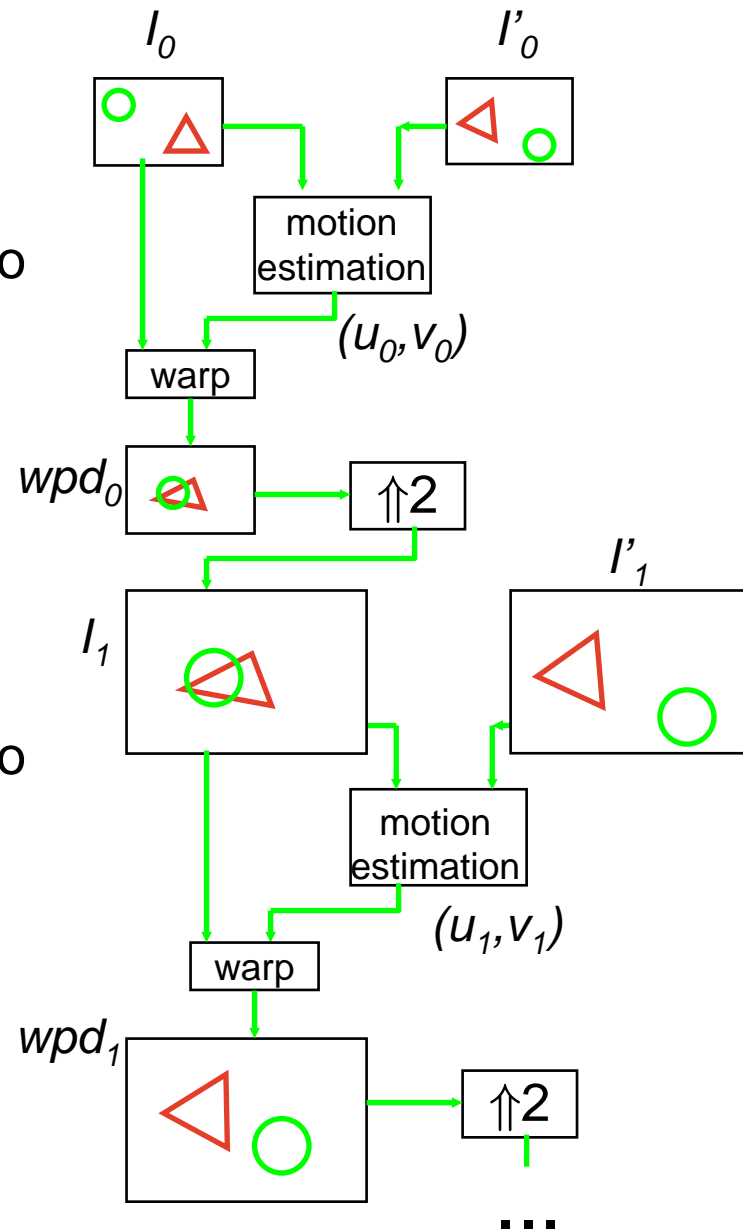 I₀ I'₀
o
motion
estimation
(u₀,v₀)
warp
wpd₀
⇑2
I'₁
I₁
o
motion
estimation
(u₁,v₁)
warp
wpd₁
⇑2
...